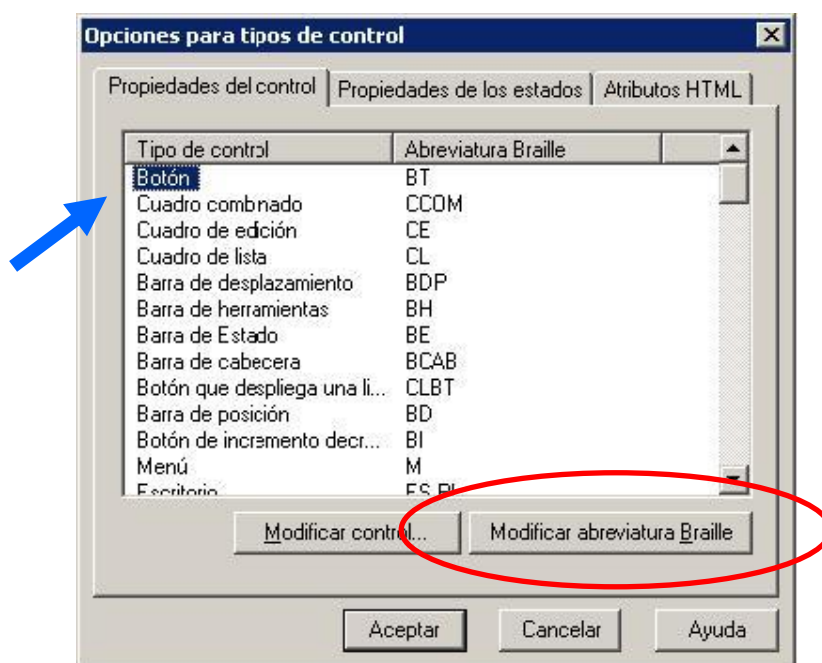 Opciones para tipos de control
Propiedades del control Propiedades de los estados Atributos HTML
Tipo de control Abreviatura Braille
Botón BT
Cuadro combinado CCOM
Cuadro de edición CE
Cuadro de lista CL
Barra de desplazamiento BDP
Barra de herramientas BH
Barra de Estado BE
Barra de cabecera BCAB
Botón que despliega una li... CLBT
Barra de posición BD
Botón de incremento decr... BI
Menú M
Escritorio
Modificar control... Modificar abreviatura Braille
Aceptar Cancelar Ayuda